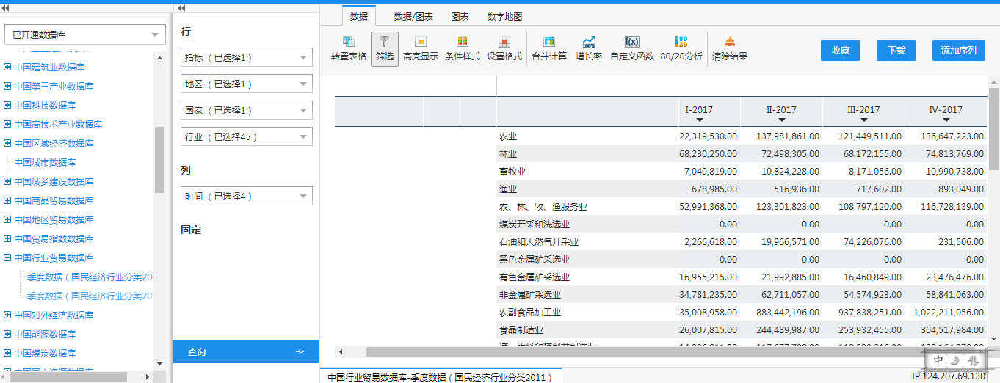 已开通数据库
中国建筑业数据库
中国第三产业数据库
中国科技数据库
中国高技术产业数据库
中国区域经济数据库
中国城市数据库
中国城乡建设数据库
中国商品贸易数据库
中国地区贸易数据库
中国贸易指数数据库
中国行业贸易数据库
季度数据（国民经济行业分类200
季度数据（国民经济行业分类201
中国对外经济数据库
中国能源数据库
中国煤炭数据库
行
指标 （已选择1）
地区 （已选择1）
国家 （已选择1）
行业 （已选择45）
列
时间 （已选择4）
固定
查询
数据 数据/图表 图表 数字地图
转置表格 筛选 高亮显示 条件样式 设置格式 合并计算 增长率 自定义函数 80/20分析 清除结果
收藏 下载 添加序列
I-2017 II-2017 III-2017 IV-2017
农业 22,319,530.00 137,981,861.00 121,449,511.00 136,647,223.00
林业 68,230,250.00 72,498,305.00 68,172,155.00 74,813,769.00
畜牧业 7,049,819.00 10,824,228.00 8,171,056.00 10,990,738.00
渔业 678,985.00 516,936.00 717,602.00 893,049.00
农、林、牧、渔服务业 52,991,368.00 123,301,823.00 108,797,120.00 116,728,139.00
煤炭开采和洗选业 0.00 0.00 0.00 0.00
石油和天然气开采业 2,266,618.00 19,966,571.00 74,226,076.00 231,506.00
黑色金属矿采选业 0.00 0.00 0.00 0.00
有色金属矿采选业 16,955,215.00 21,992,885.00 16,460,849.00 23,476,476.00
非金属矿采选业 34,781,235.00 62,711,057.00 54,574,923.00 58,841,063.00
农副食品加工业 35,008,958.00 883,442,196.00 937,838,251.00 1,022,211,056.00
食品制造业 26,007,815.00 244,489,987.00 253,932,455.00 304,517,984.00
中国行业贸易数据库-季度数据（国民经济行业分类2011）
IP:124.207.69.130